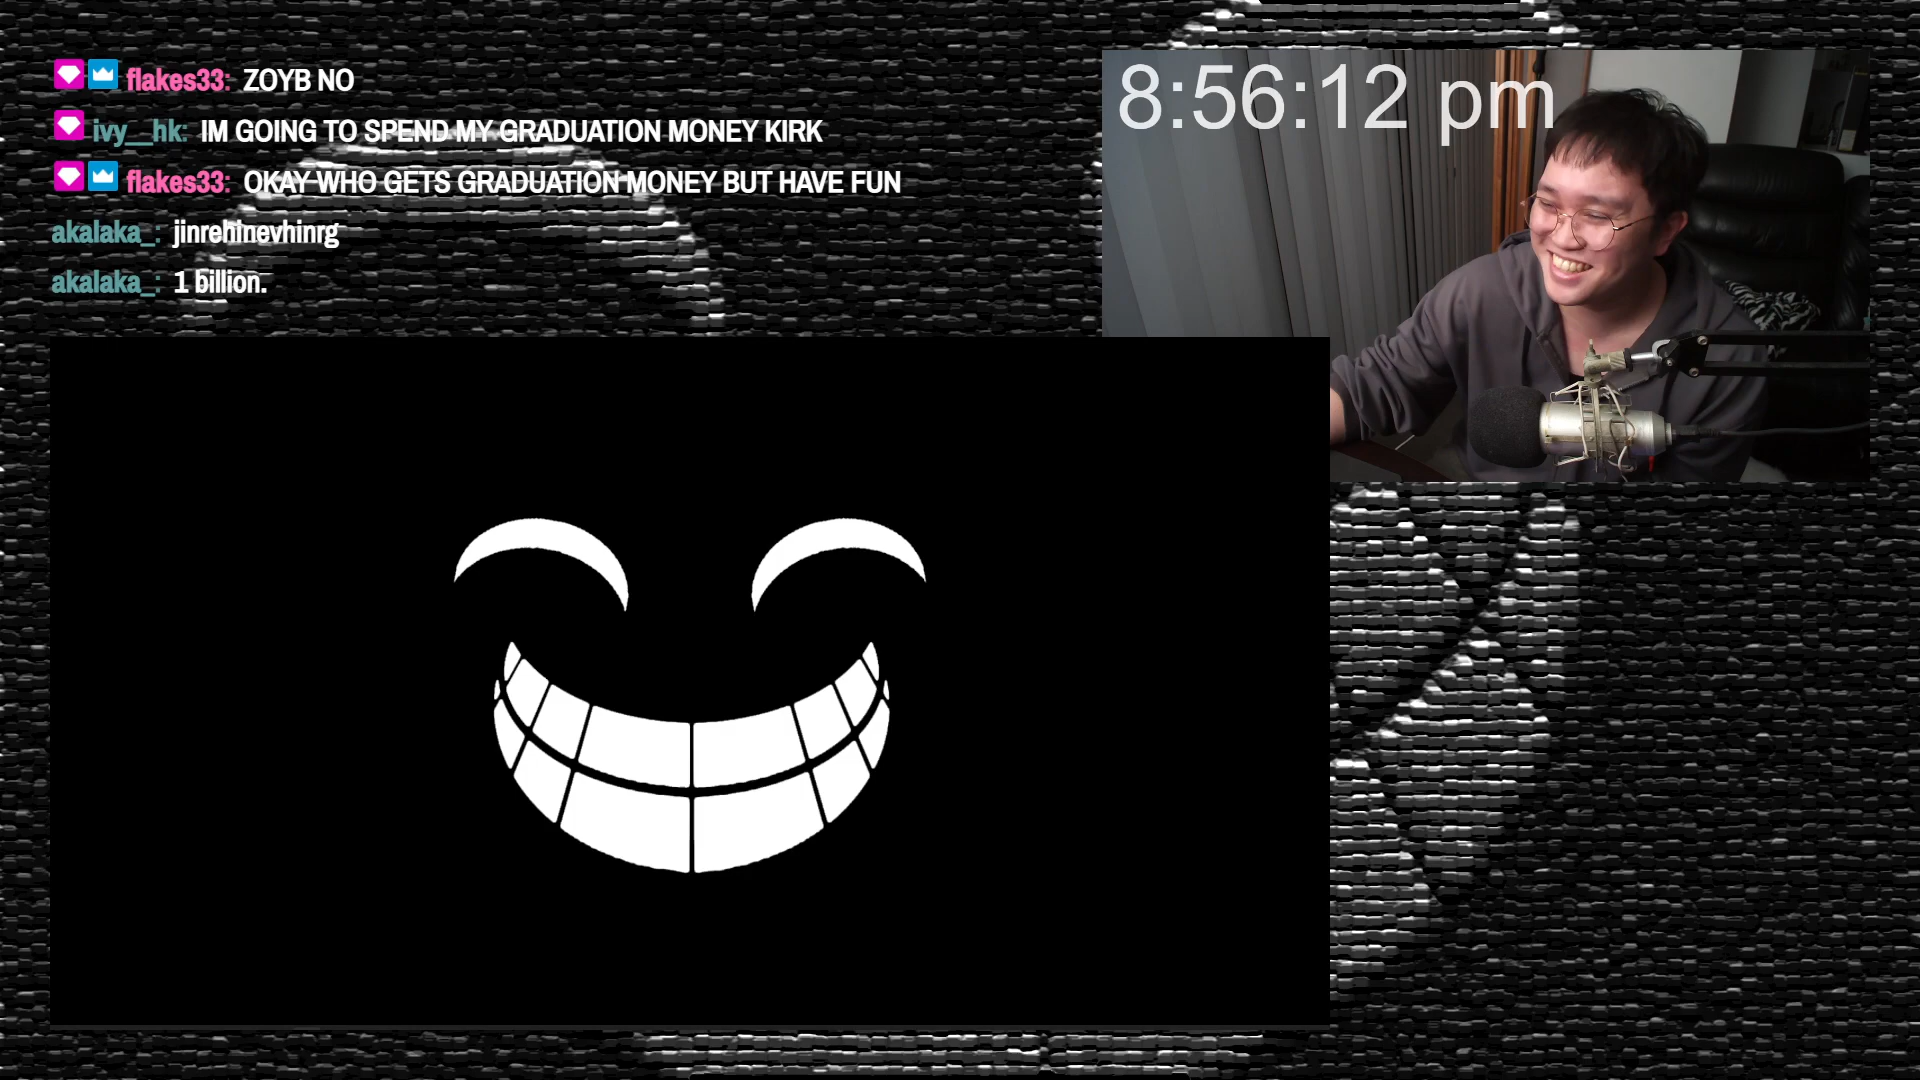 flakes33: ZOYB NO
ivy__hk: IM GOING TO SPEND MY GRADUATION MONEY KIRK
flakes33: OKAY WHO GETS GRADUATION MONEY BUT HAVE FUN
akalaka_: jinrehinevhinrg
akalaka_: 1 billion.
8:56:12 pm